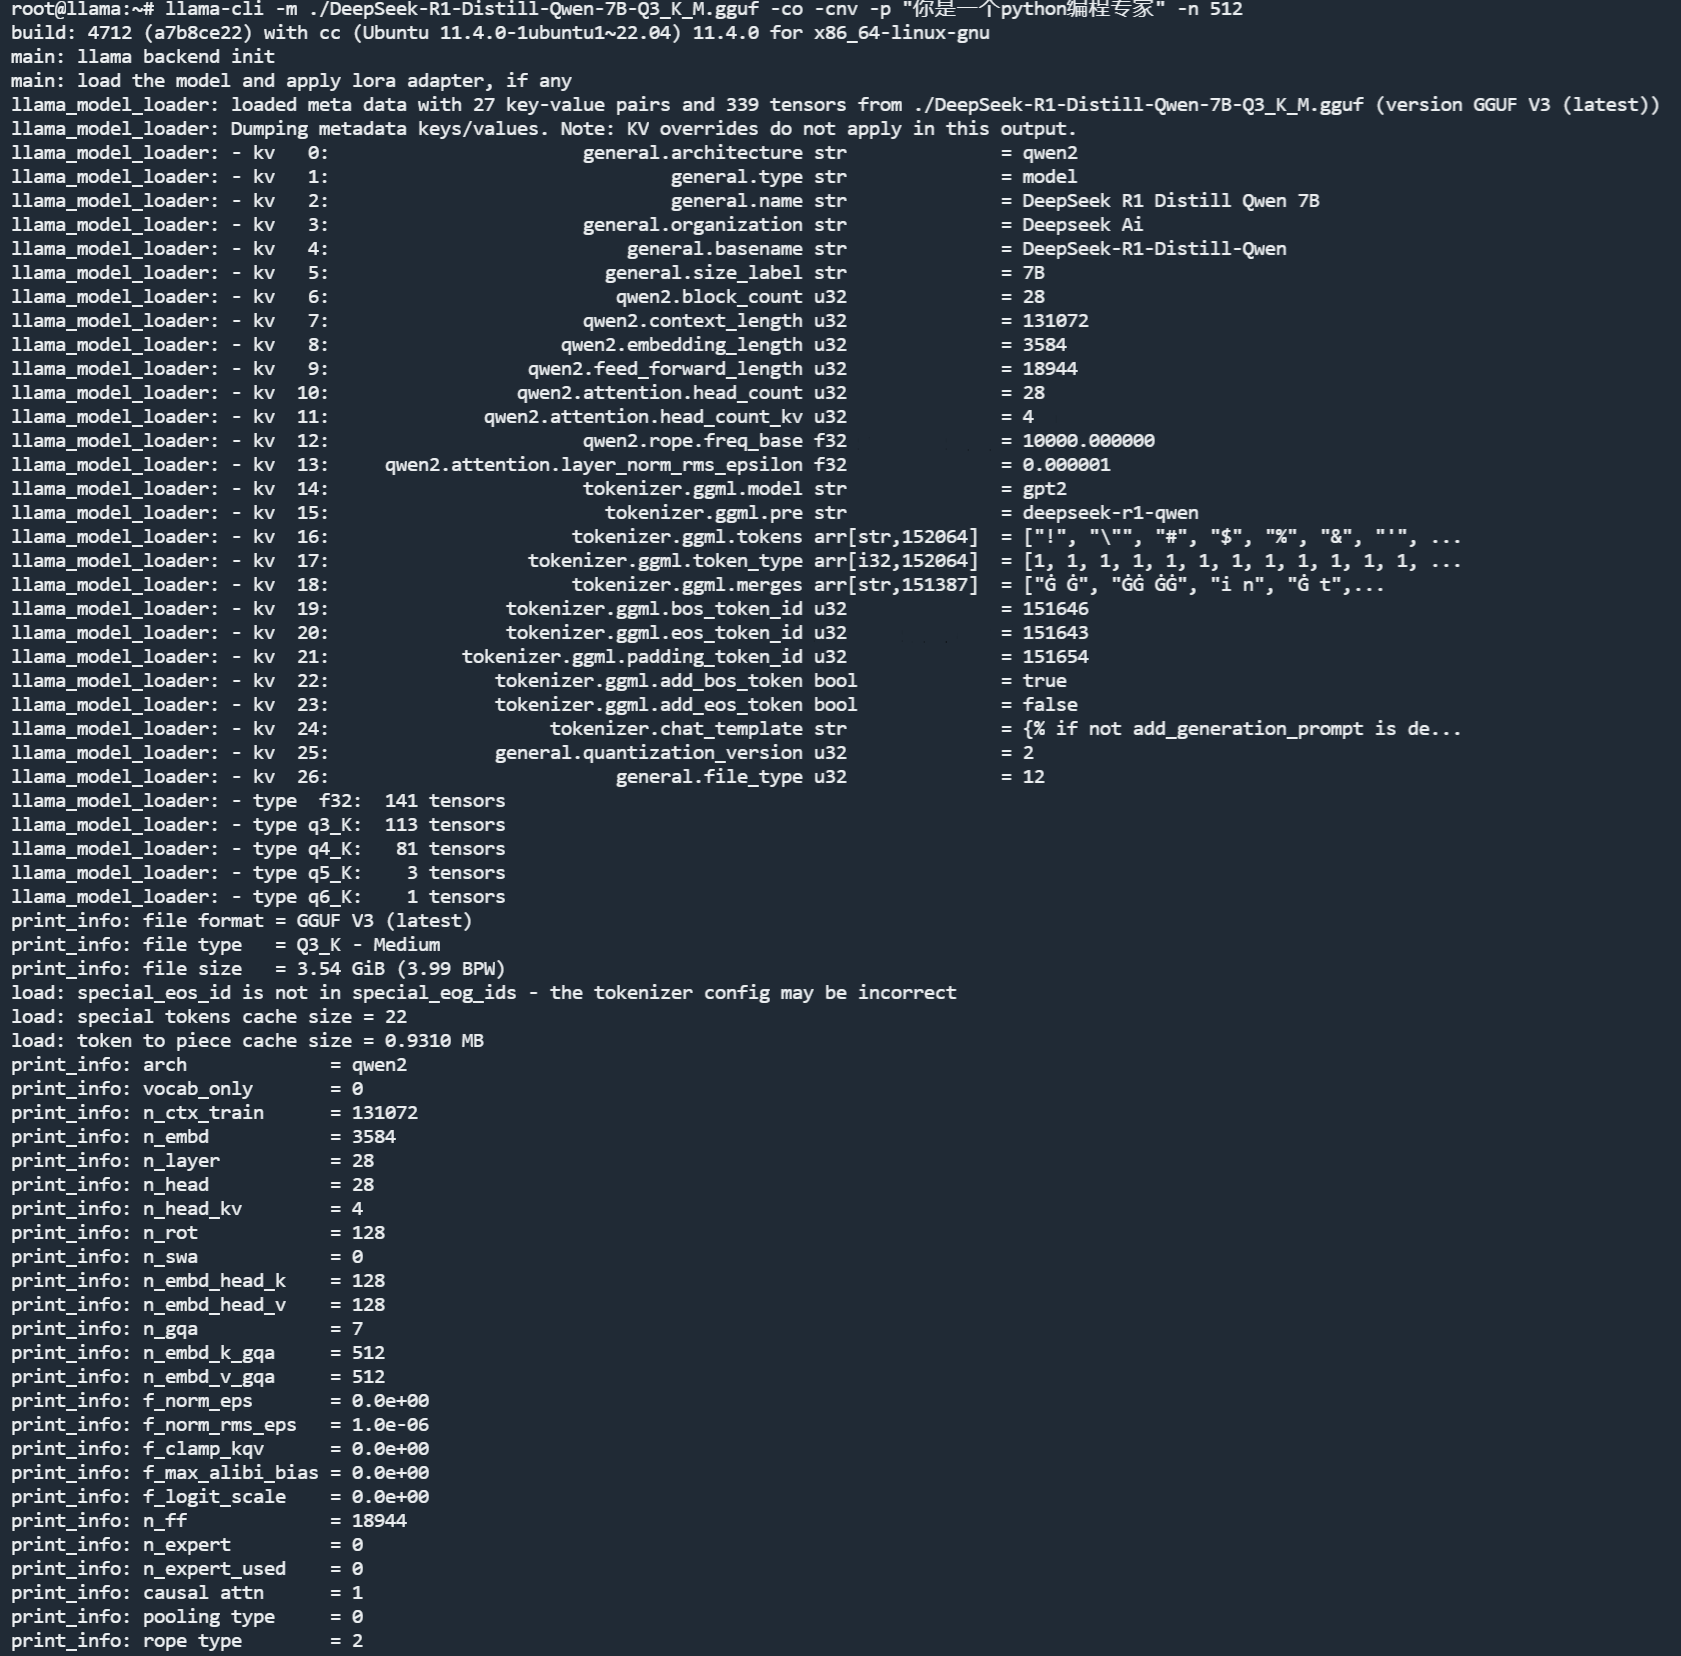 root@llama:~# llama-cli -m ./DeepSeek-R1-Distill-Qwen-7B-Q3_K_M.gguf -co -cnv -p "你是一个python编程专家" -n 512
build: 4712 (a7b8ce22) with cc (Ubuntu 11.4.0-1ubuntu1~22.04) 11.4.0 for x86_64-linux-gnu
main: llama backend init
main: load the model and apply lora adapter, if any
llama_model_loader: loaded meta data with 27 key-value pairs and 339 tensors from ./DeepSeek-R1-Distill-Qwen-7B-Q3_K_M.gguf (version GGUF V3 (latest))
llama_model_loader: Dumping metadata keys/values. Note: KV overrides do not apply in this output.
llama_model_loader: - kv   0:                       general.architecture str              = qwen2
llama_model_loader: - kv   1:                               general.type str              = model
llama_model_loader: - kv   2:                               general.name str              = DeepSeek R1 Distill Qwen 7B
llama_model_loader: - kv   3:                       general.organization str              = Deepseek Ai
llama_model_loader: - kv   4:                           general.basename str              = DeepSeek-R1-Distill-Qwen
llama_model_loader: - kv   5:                         general.size_label str              = 7B
llama_model_loader: - kv   6:                          qwen2.block_count u32              = 28
llama_model_loader: - kv   7:                       qwen2.context_length u32              = 131072
llama_model_loader: - kv   8:                     qwen2.embedding_length u32              = 3584
llama_model_loader: - kv   9:                  qwen2.feed_forward_length u32              = 18944
llama_model_loader: - kv  10:                 qwen2.attention.head_count u32              = 28
llama_model_loader: - kv  11:              qwen2.attention.head_count_kv u32              = 4
llama_model_loader: - kv  12:                       qwen2.rope.freq_base f32              = 10000.000000
llama_model_loader: - kv  13:     qwen2.attention.layer_norm_rms_epsilon f32              = 0.000001
llama_model_loader: - kv  14:                       tokenizer.ggml.model str              = gpt2
llama_model_loader: - kv  15:                         tokenizer.ggml.pre str              = deepseek-r1-qwen
llama_model_loader: - kv  16:                      tokenizer.ggml.tokens arr[str,152064]  = ["!", "\"", "#", "$", "%", "&", "'", ...
llama_model_loader: - kv  17:                  tokenizer.ggml.token_type arr[i32,152064]  = [1, 1, 1, 1, 1, 1, 1, 1, 1, 1, 1, 1, ...
llama_model_loader: - kv  18:                      tokenizer.ggml.merges arr[str,151387]  = ["Ġ Ġ", "ĠĠ ĠĠ", "i n", "Ġ t",...
llama_model_loader: - kv  19:                tokenizer.ggml.bos_token_id u32              = 151646
llama_model_loader: - kv  20:                tokenizer.ggml.eos_token_id u32              = 151643
llama_model_loader: - kv  21:            tokenizer.ggml.padding_token_id u32              = 151654
llama_model_loader: - kv  22:               tokenizer.ggml.add_bos_token bool             = true
llama_model_loader: - kv  23:               tokenizer.ggml.add_eos_token bool             = false
llama_model_loader: - kv  24:                    tokenizer.chat_template str              = {% if not add_generation_prompt is de...
llama_model_loader: - kv  25:               general.quantization_version u32              = 2
llama_model_loader: - kv  26:                          general.file_type u32              = 12
llama_model_loader: - type  f32:  141 tensors
llama_model_loader: - type q3_K:  113 tensors
llama_model_loader: - type q4_K:   81 tensors
llama_model_loader: - type q5_K:    3 tensors
llama_model_loader: - type q6_K:    1 tensors
print_info: file format = GGUF V3 (latest)
print_info: file type   = Q3_K - Medium
print_info: file size   = 3.54 GiB (3.99 BPW)
load: special_eos_id is not in special_eog_ids - the tokenizer config may be incorrect
load: special tokens cache size = 22
load: token to piece cache size = 0.9310 MB
print_info: arch             = qwen2
print_info: vocab_only       = 0
print_info: n_ctx_train      = 131072
print_info: n_embd           = 3584
print_info: n_layer          = 28
print_info: n_head           = 28
print_info: n_head_kv        = 4
print_info: n_rot            = 128
print_info: n_swa            = 0
print_info: n_embd_head_k    = 128
print_info: n_embd_head_v    = 128
print_info: n_gqa            = 7
print_info: n_embd_k_gqa     = 512
print_info: n_embd_v_gqa     = 512
print_info: f_norm_eps       = 0.0e+00
print_info: f_norm_rms_eps   = 1.0e-06
print_info: f_clamp_kqv      = 0.0e+00
print_info: f_max_alibi_bias = 0.0e+00
print_info: f_logit_scale    = 0.0e+00
print_info: n_ff             = 18944
print_info: n_expert         = 0
print_info: n_expert_used    = 0
print_info: causal attn      = 1
print_info: pooling type     = 0
print_info: rope type        = 2